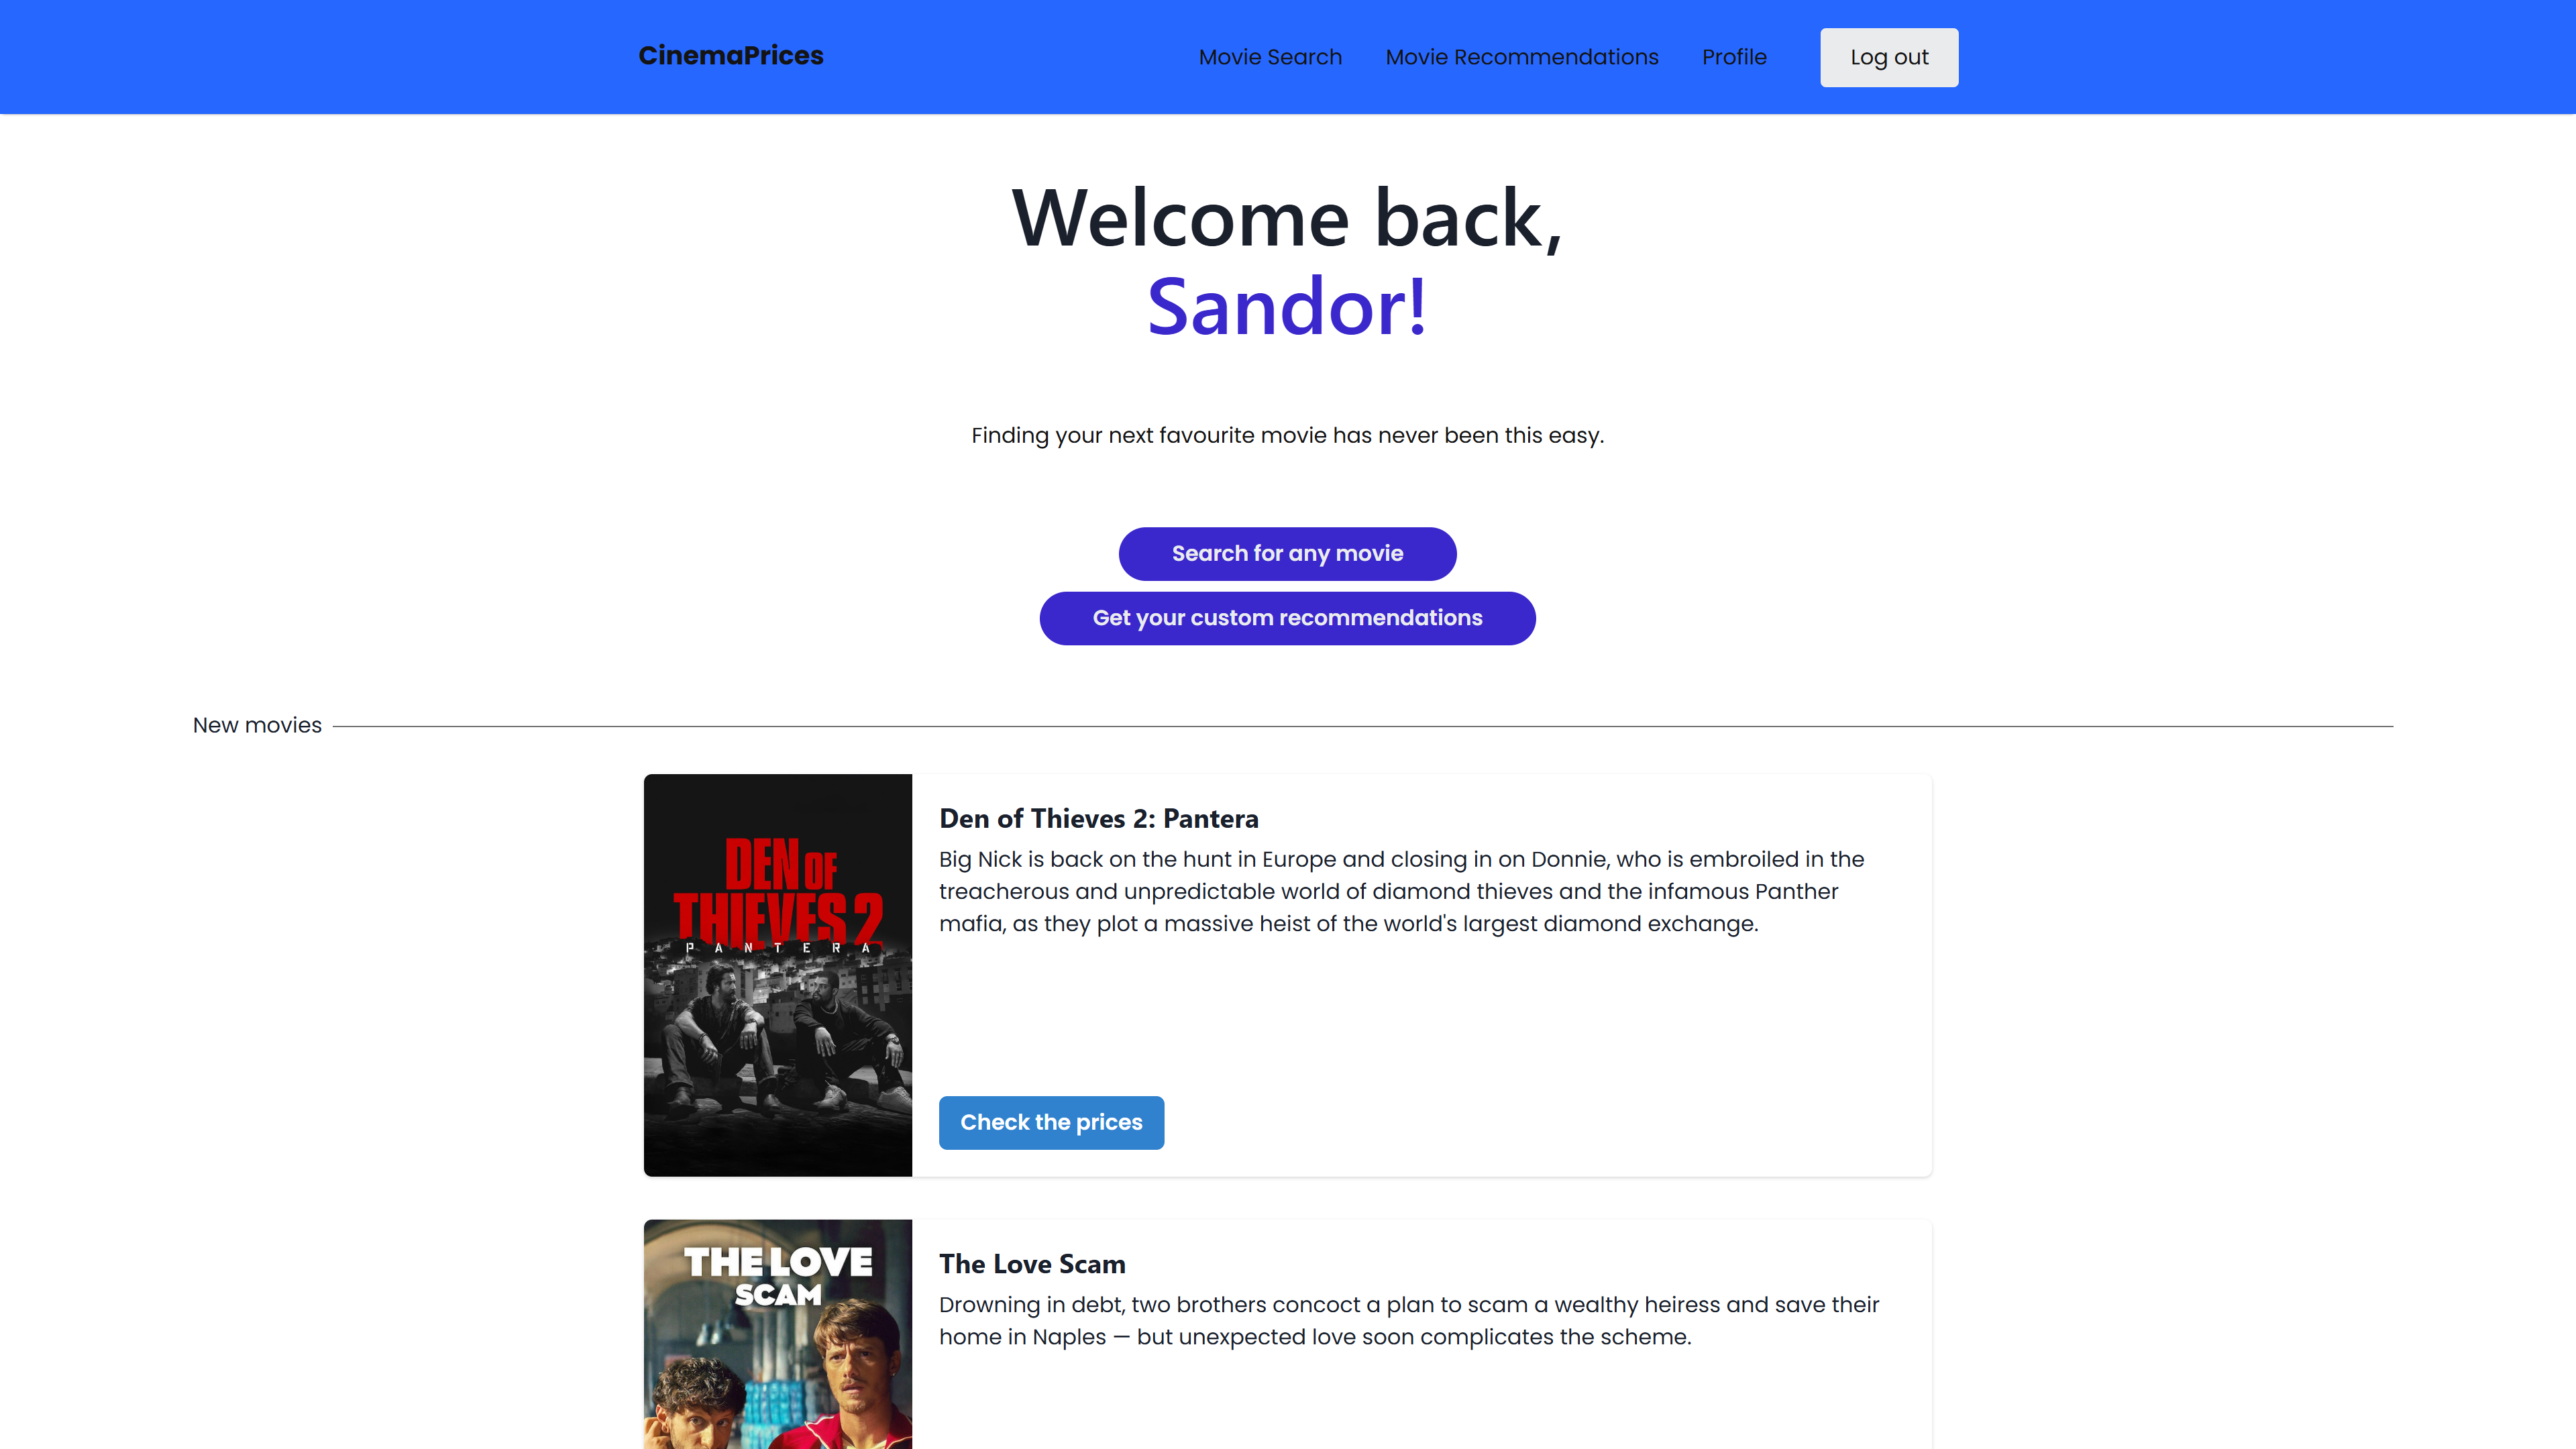 CinemaPrices
Movie Search
Movie Recommendations
Profile
Log out
Welcome back,
Sandor!
Finding your next favourite movie has never been this easy.
Search for any movie
Get your custom recommendations
New movies
DEN OF
THIEVES 2
PANTERA
Den of Thieves 2: Pantera
Big Nick is back on the hunt in Europe and closing in on Donnie, who is embroiled in the
treacherous and unpredictable world of diamond thieves and the infamous Panther
mafia, as they plot a massive heist of the world's largest diamond exchange.
Check the prices
THE LOVE
SCAM
The Love Scam
Drowning in debt, two brothers concoct a plan to scam a wealthy heiress and save their
home in Naples — but unexpected love soon complicates the scheme.